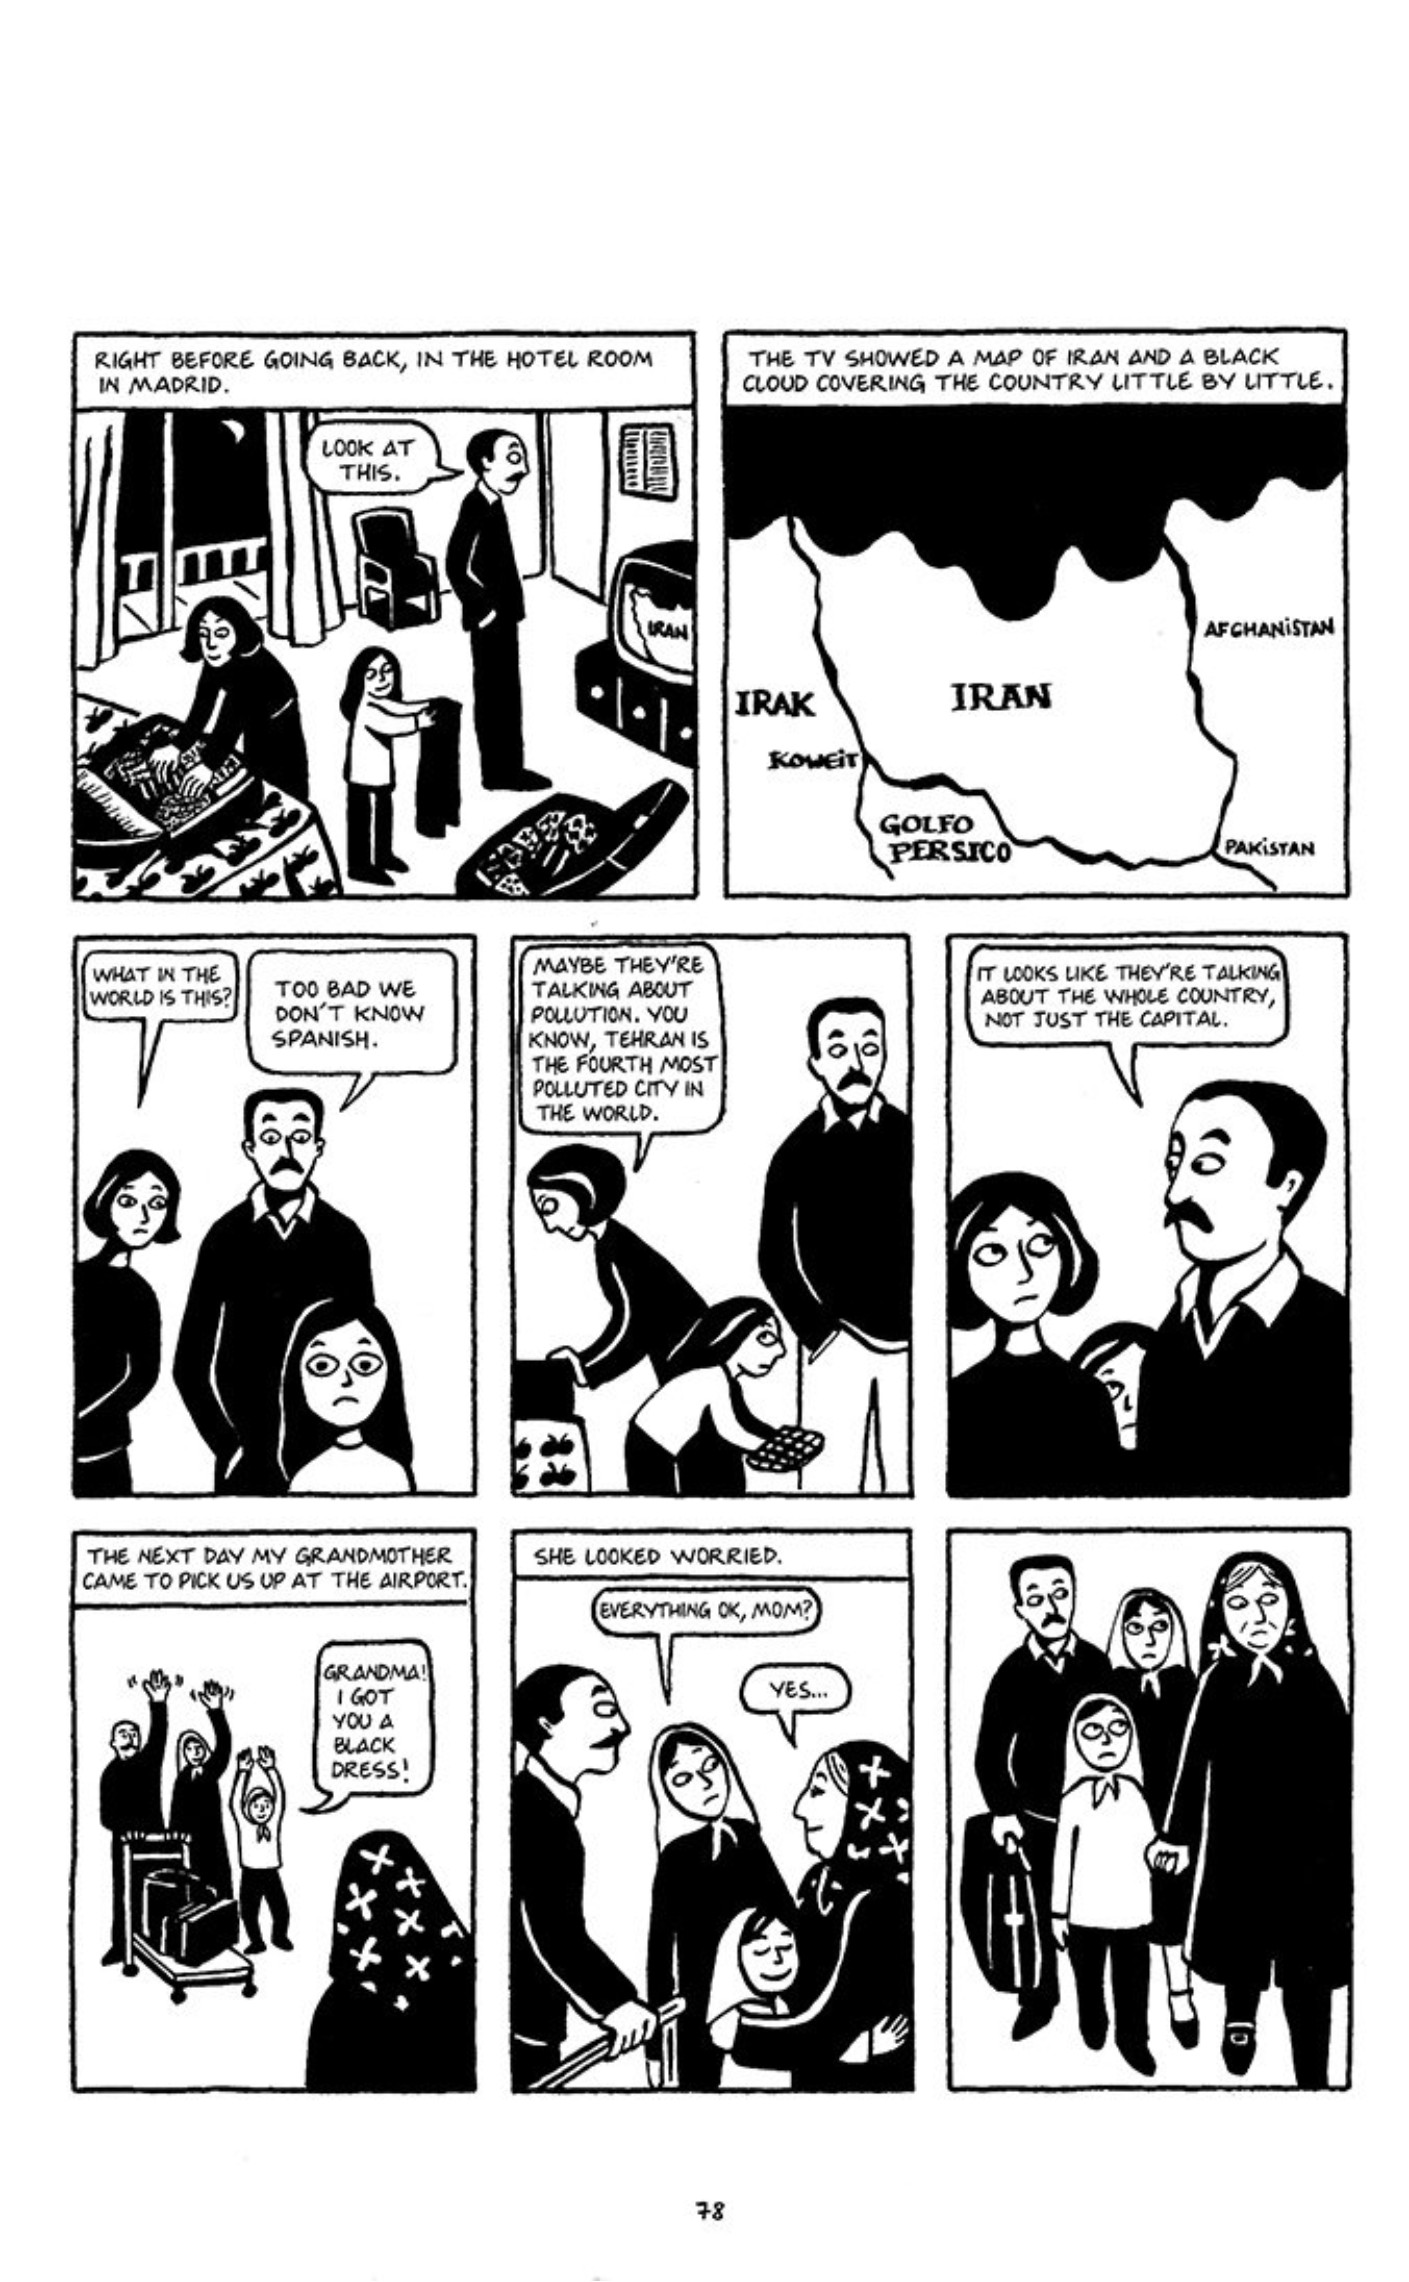 RIGHT BEFORE GOING BACK, IN THE HOTEL ROOM
IN MADRID.
LOOK AT
THIS.
IRAN
THE TV SHOWED A MAP OF IRAN AND A BLACK
CLOUD COVERING THE COUNTRY LITTLE BY LITTLE.
AFGHANiSTAN
IRAK
IRAN
KOWEiT
GOLFO
PERSICO
PAKiSTAN
WHAT IN THE
WORLD IS THIS?
TOO BAD WE
DON'T KNOW
SPANISH.
MAYBE THEY'RE
TALKING ABOUT
POLLUTION. YOU
KNOW, TEHRAN IS
THE FOURTH MOST
POLLUTED CITY IN
THE WORLD.
IT LOOKS LIKE THEY'RE TALKING
ABOUT THE WHOLE COUNTRY,
NOT JUST THE CAPITAL.
THE NEXT DAY MY GRANDMOTHER
CAME TO PICK US UP AT THE AIRPORT.
GRANDMA!
I GOT
YOU A
BLACK
DRESS!
SHE LOOKED WORRIED.
EVERYTHING OK, MOM?
YES...
78